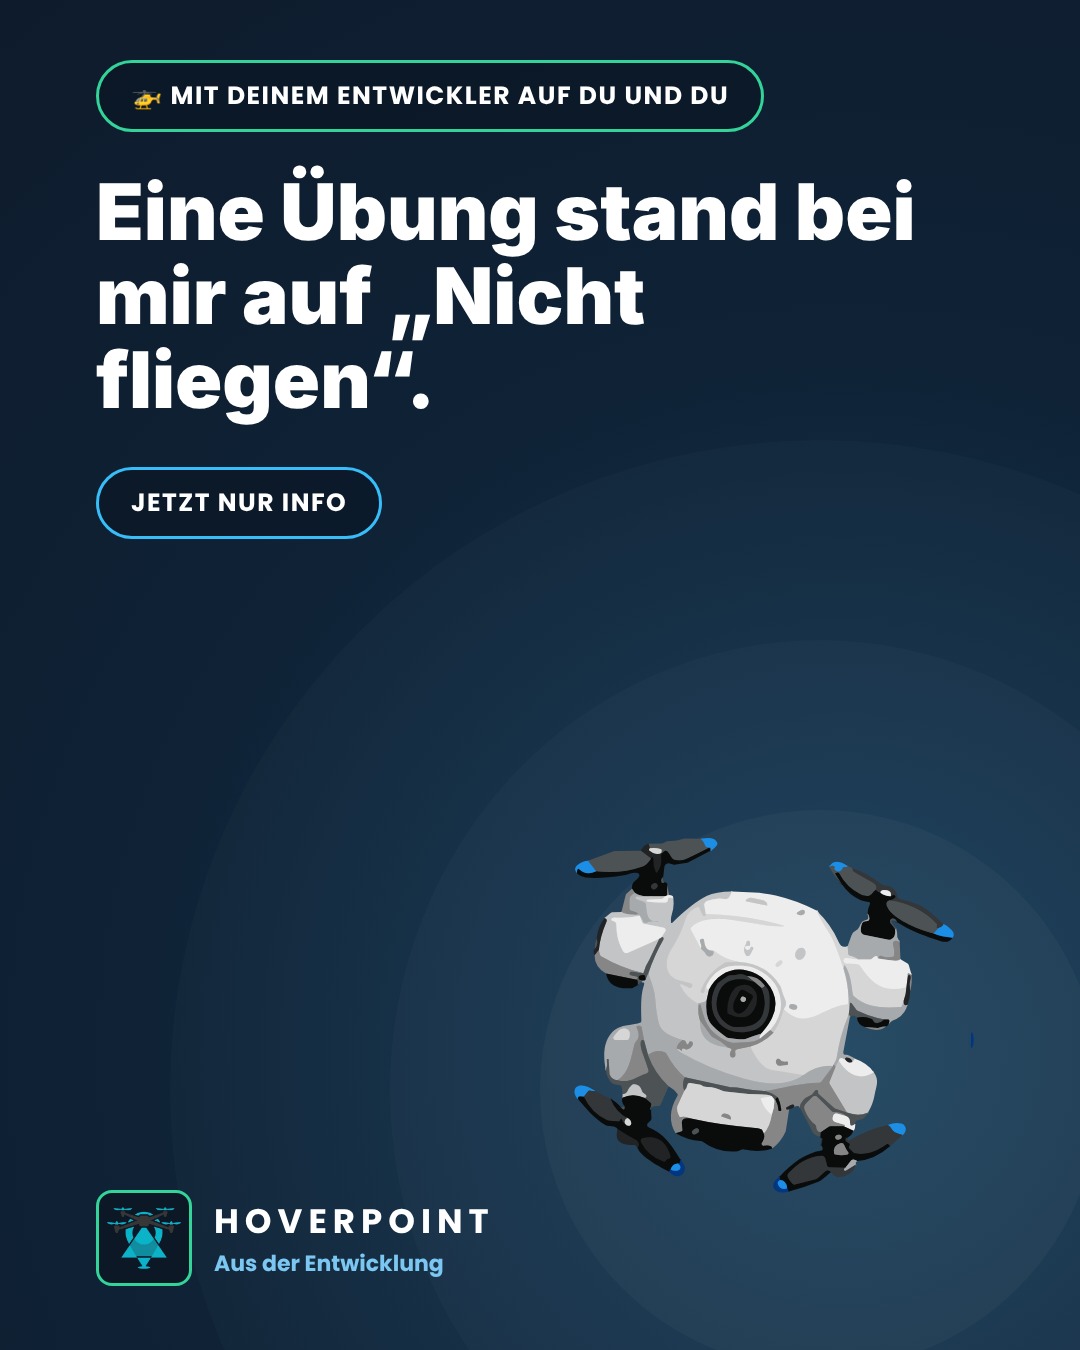 🚁 MIT DEINEM ENTWICKLER AUF DU UND DU
Eine Übung stand bei
mir auf „Nicht
fliegen“.
JETZT NUR INFO
HOVERPOINT
Aus der Entwicklung